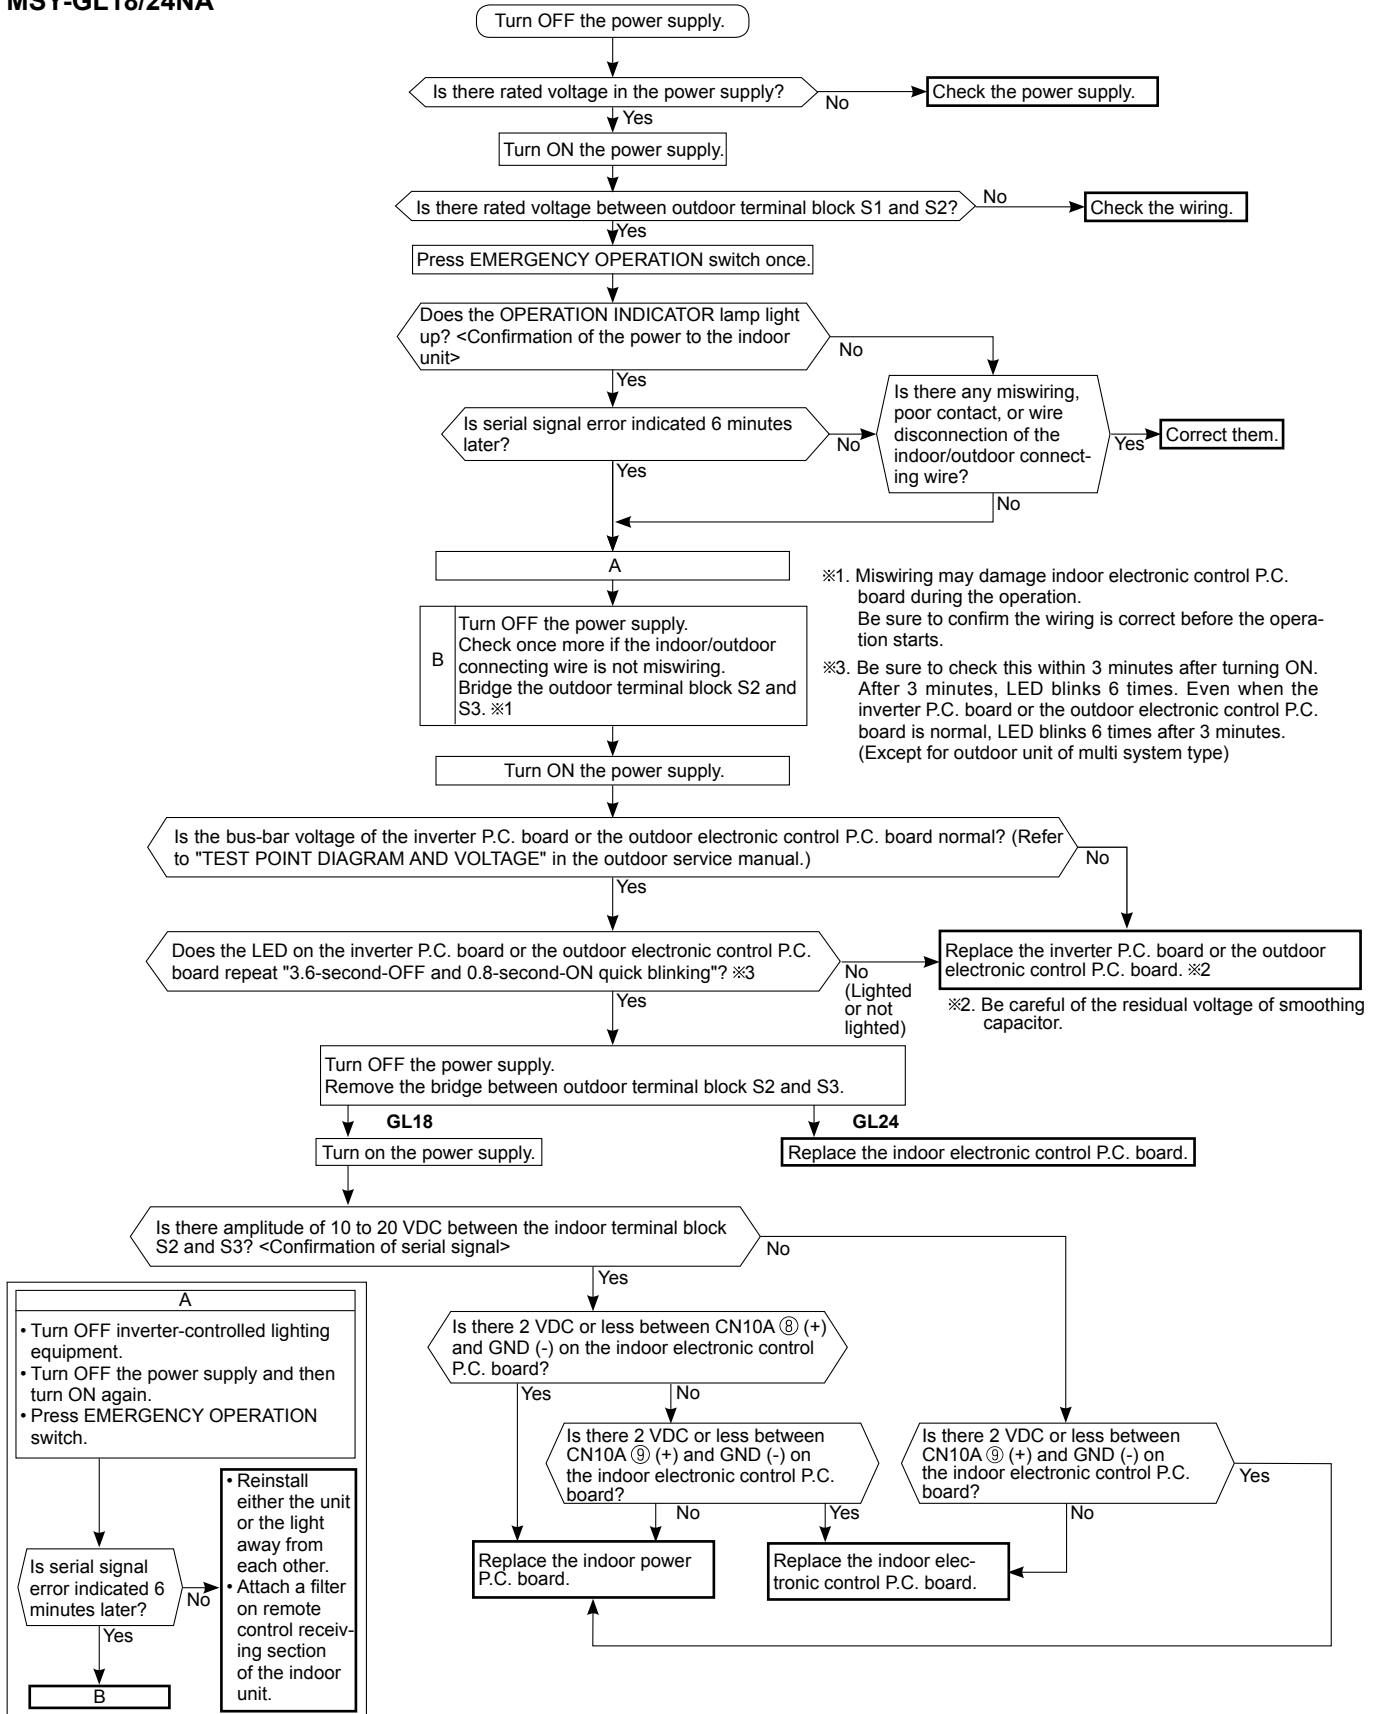 MSY-GL18/24NA
Turn OFF the power supply.
Is there rated voltage in the power supply?
No
Check the power supply.
Yes
Turn ON the power supply.
Is there rated voltage between outdoor terminal block S1 and S2?
No
Check the wiring.
Yes
Press EMERGENCY OPERATION switch once.
Does the OPERATION INDICATOR lamp light
up? <Confirmation of the power to the indoor
unit>
No
Yes
Is serial signal error indicated 6 minutes
later?
No
Yes
Is there any miswiring,
poor contact, or wire
disconnection of the
indoor/outdoor connect-
ing wire?
Yes
Correct them.
No
A
B
Turn OFF the power supply.
Check once more if the indoor/outdoor
connecting wire is not miswiring.
Bridge the outdoor terminal block S2 and
S3. ※1
※1. Miswiring may damage indoor electronic control P.C.
board during the operation.
Be sure to confirm the wiring is correct before the opera-
tion starts.
※3. Be sure to check this within 3 minutes after turning ON.
After 3 minutes, LED blinks 6 times. Even when the
inverter P.C. board or the outdoor electronic control P.C.
board is normal, LED blinks 6 times after 3 minutes.
(Except for outdoor unit of multi system type)
Turn ON the power supply.
Is the bus-bar voltage of the inverter P.C. board or the outdoor electronic control P.C. board normal? (Refer
to "TEST POINT DIAGRAM AND VOLTAGE" in the outdoor service manual.)
No
Yes
Does the LED on the inverter P.C. board or the outdoor electronic control P.C.
board repeat "3.6-second-OFF and 0.8-second-ON quick blinking"? ※3
No
(Lighted
or not
lighted)
Yes
Replace the inverter P.C. board or the outdoor
electronic control P.C. board. ※2
※2. Be careful of the residual voltage of smoothing
capacitor.
Turn OFF the power supply.
Remove the bridge between outdoor terminal block S2 and S3.
GL18
GL24
Turn on the power supply.
Replace the indoor electronic control P.C. board.
Is there amplitude of 10 to 20 VDC between the indoor terminal block
S2 and S3? <Confirmation of serial signal>
No
Yes
Is there 2 VDC or less between CN10A ⑧ (+)
and GND (-) on the indoor electronic control
P.C. board?
Yes
No
Is there 2 VDC or less between
CN10A ⑨ (+) and GND (-) on
the indoor electronic control P.C.
board?
No
Yes
Is there 2 VDC or less between
CN10A ⑨ (+) and GND (-) on
the indoor electronic control P.C.
board?
Yes
No
Replace the indoor power
P.C. board.
Replace the indoor elec-
tronic control P.C. board.
A
• Turn OFF inverter-controlled lighting
equipment.
• Turn OFF the power supply and then
turn ON again.
• Press EMERGENCY OPERATION
switch.
Is serial signal
error indicated 6
minutes later?
No
Yes
B
• Reinstall
either the unit
or the light
away from
each other.
• Attach a filter
on remote
control receiv-
ing section
of the indoor
unit.